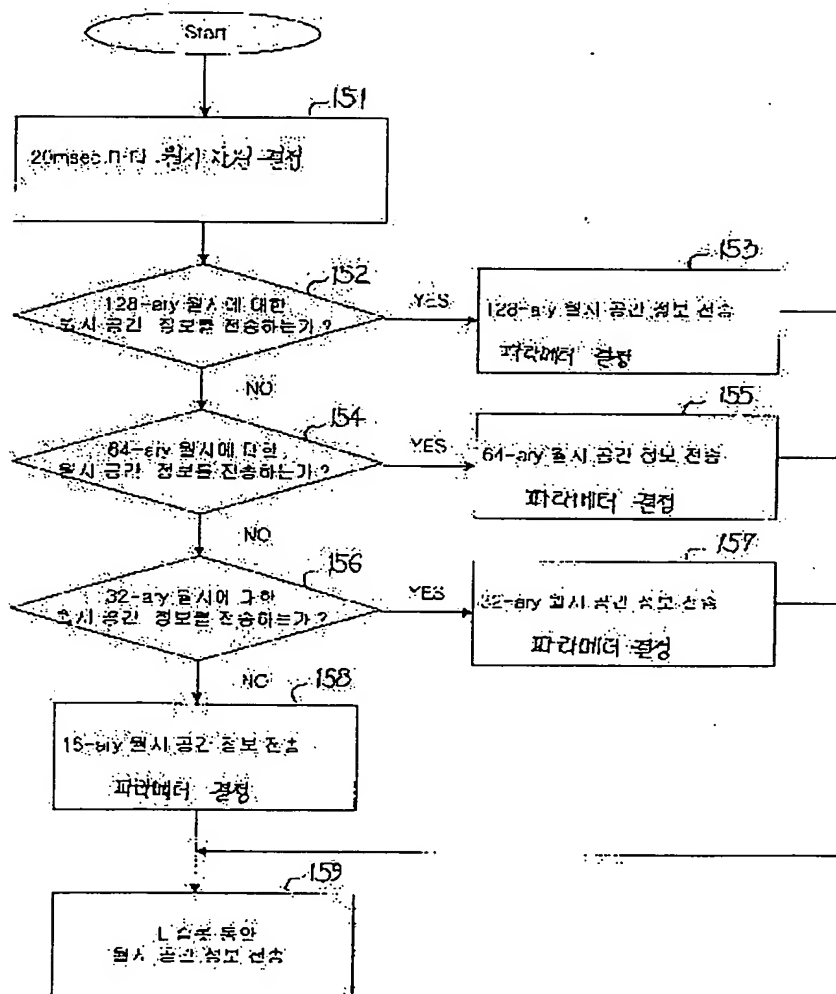 Start
151
20msec 마다 월시 자원 결정
152
128-ary 월시에 대한
월시 공간 정보를 전송하는가?
YES
153
128-ary 월시 공간 정보 전송
파라메터 결정
NO
154
64-ary 월시에 대한
월시 공간 정보를 전송하는가?
YES
155
64-ary 월시 공간 정보 전송
파라메터 결정
NO
156
32-ary 월시에 대한
월시 공간 정보를 전송하는가?
YES
157
32-ary 월시 공간 정보 전송
파라메터 결정
NO
158
16-ary 월시 공간 정보 전송
파라메터 결정
159
L 슬롯 동안
월시 공간 정보 전송